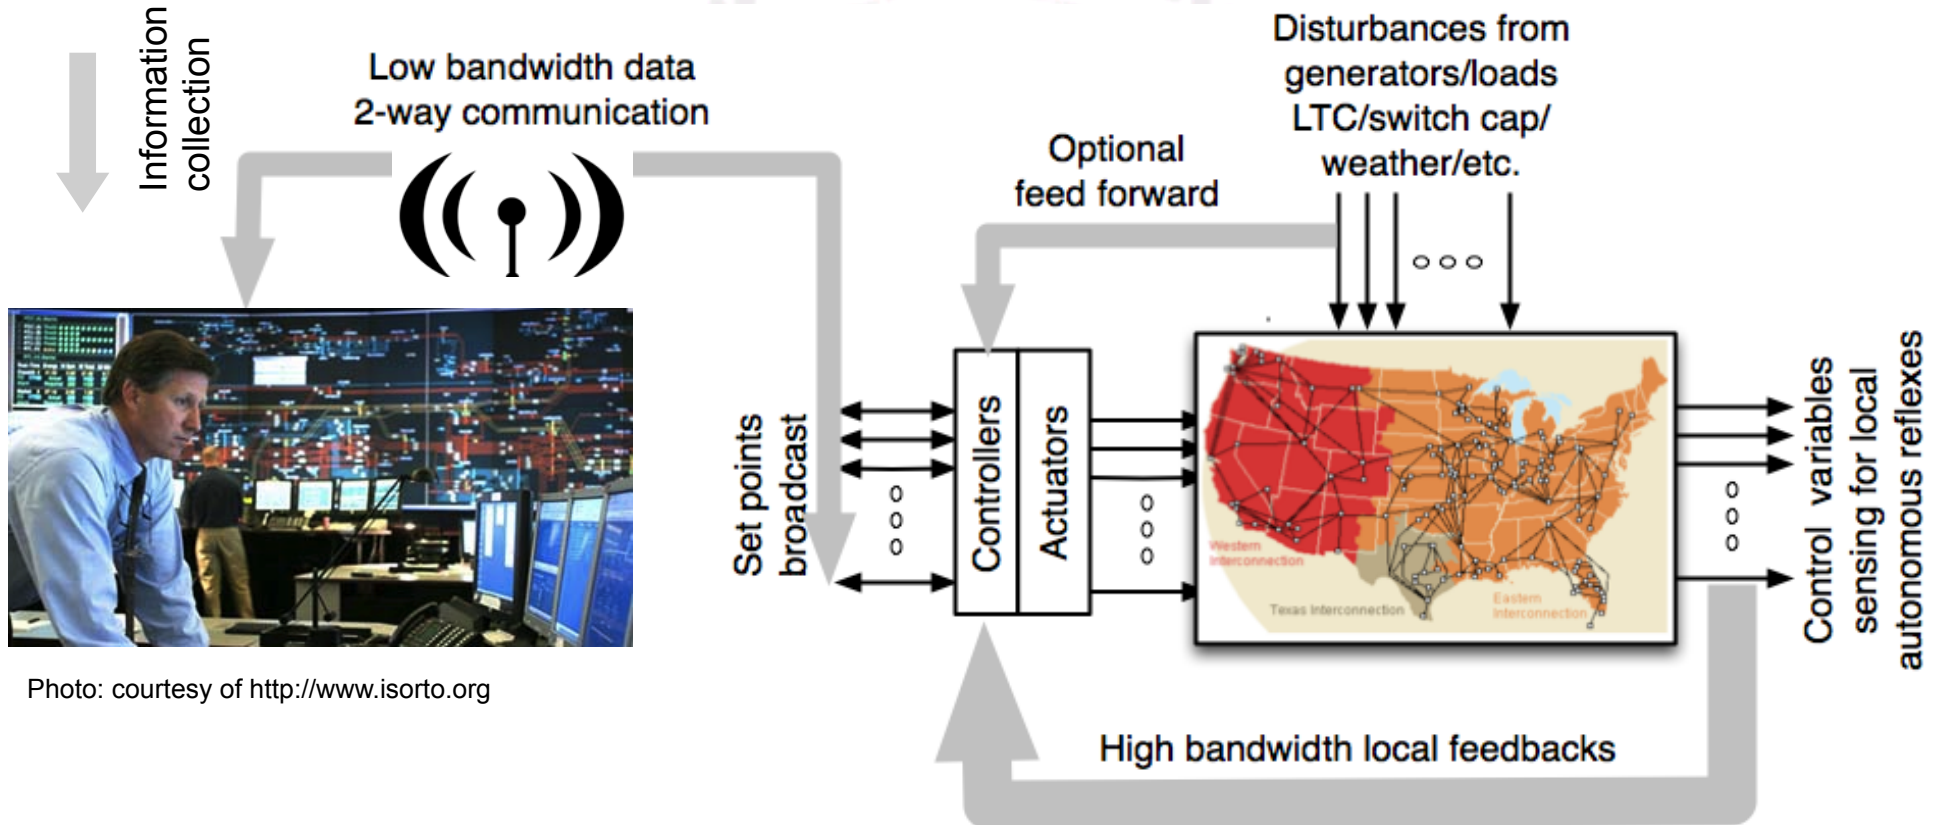 Information
collection
Low bandwidth data
2-way communication
Disturbances from
generators/loads
LTC/switch cap/
weather/etc.
Optional
feed forward
Set points
broadcast
Controllers
Actuators
Western
Interconnection
Texas Interconnection
Eastern
Interconnection
Control variables
sensing for local
autonomous reflexes
High bandwidth local feedbacks
Photo: courtesy of http://www.isorto.org